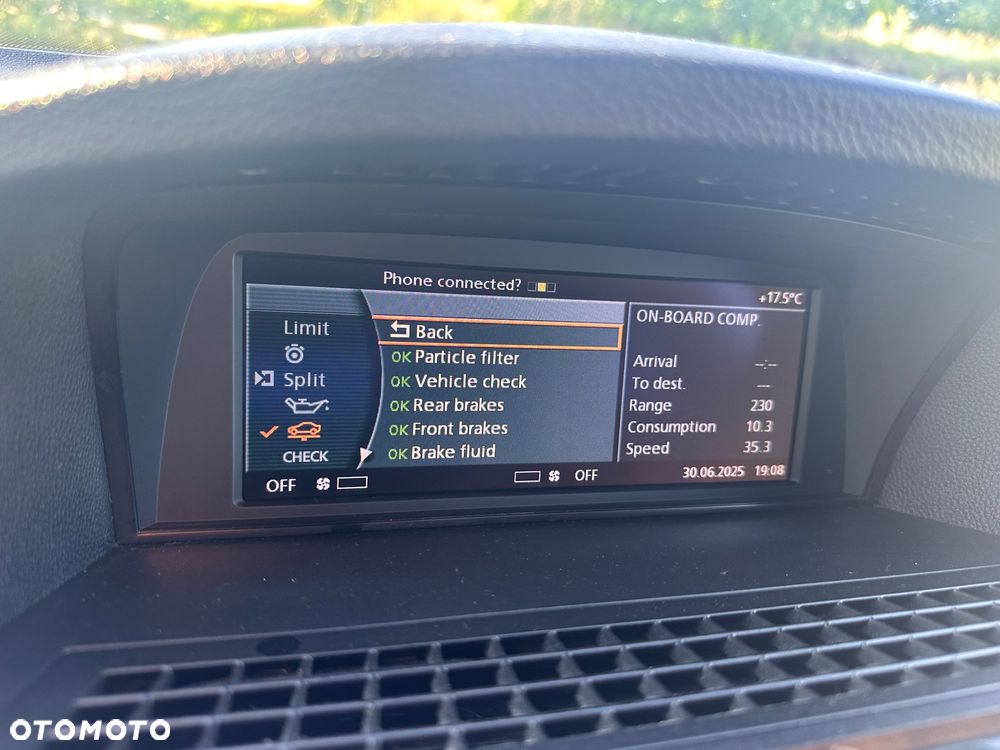 Phone connected?
+17.5°C
Limit
Split
CHECK
Back
OK Particle filter
OK Vehicle check
OK Rear brakes
OK Front brakes
OK Brake fluid
ON-BOARD COMP.
Arrival --:--
To dest. ---
Range 230
Consumption 10.3
Speed 35.3
OFF
OFF
30.06.2025 19:08
OTOMOTO